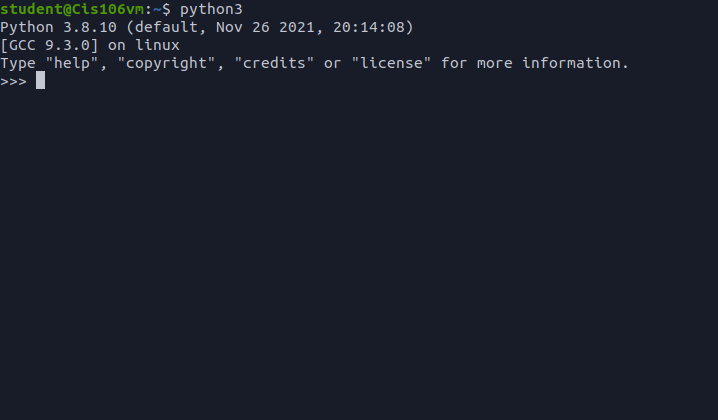 student@Cis106vm:~$ python3
Python 3.8.10 (default, Nov 26 2021, 20:14:08)
[GCC 9.3.0] on linux
Type "help", "copyright", "credits" or "license" for more information.
>>>